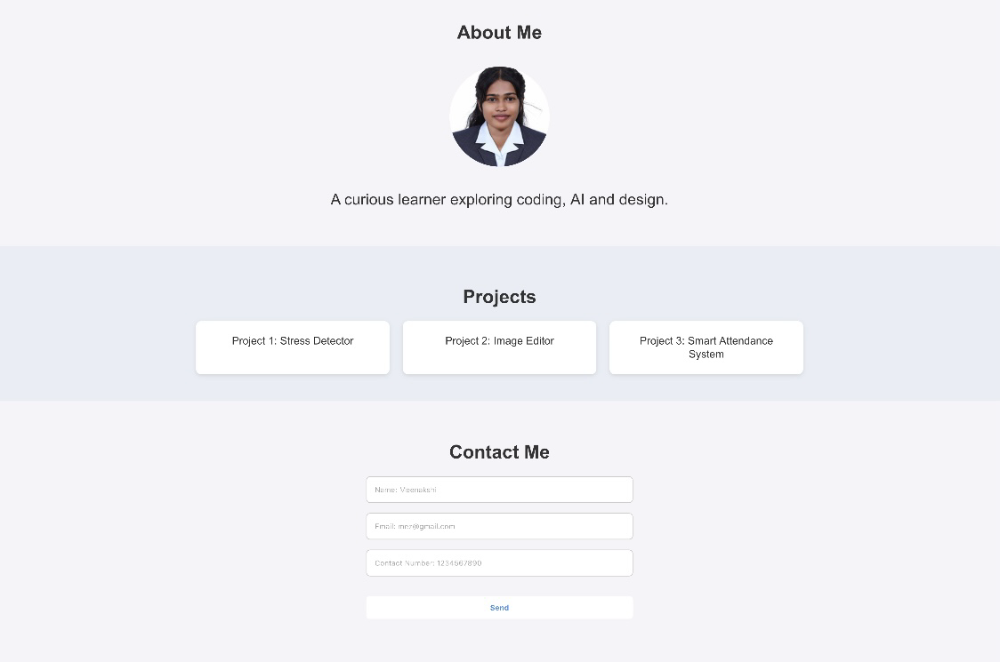 About Me
A curious learner exploring coding, AI and design.
Projects
Project 1: Stress Detector
Project 2: Image Editor
Project 3: Smart Attendance
System
Contact Me
Name: Meenakshi
Email: mnz@gmail.com
Contact Number: 1234567890
Send